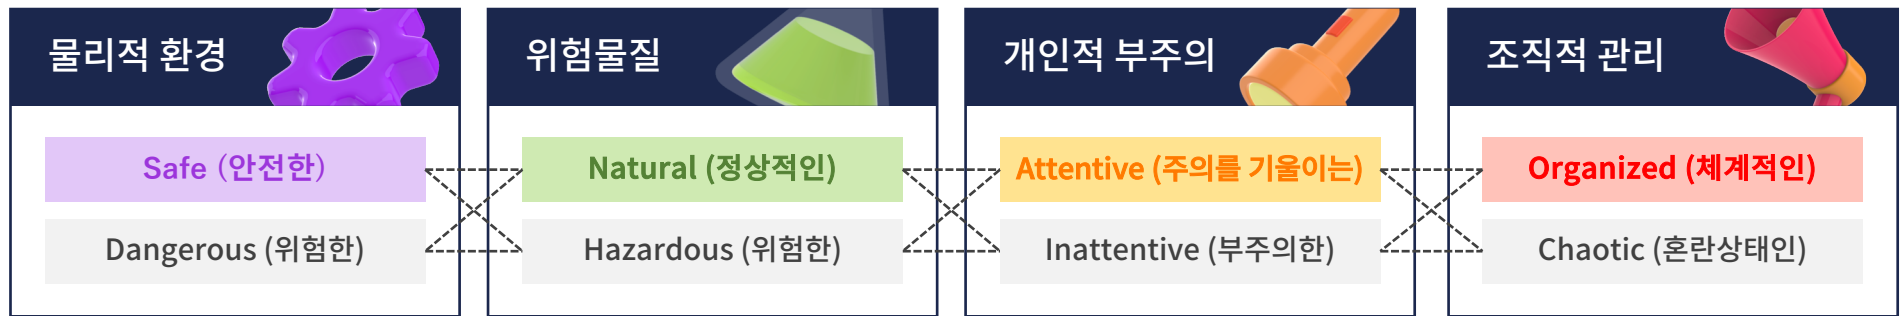 물리적 환경
위험물질
개인적 부주의
조직적 관리
Safe (안전한)
Natural (정상적인)
Attentive (주의를 기울이는)
Organized (체계적인)
Dangerous (위험한)
Hazardous (위험한)
Inattentive (부주의한)
Chaotic (혼란상태인)